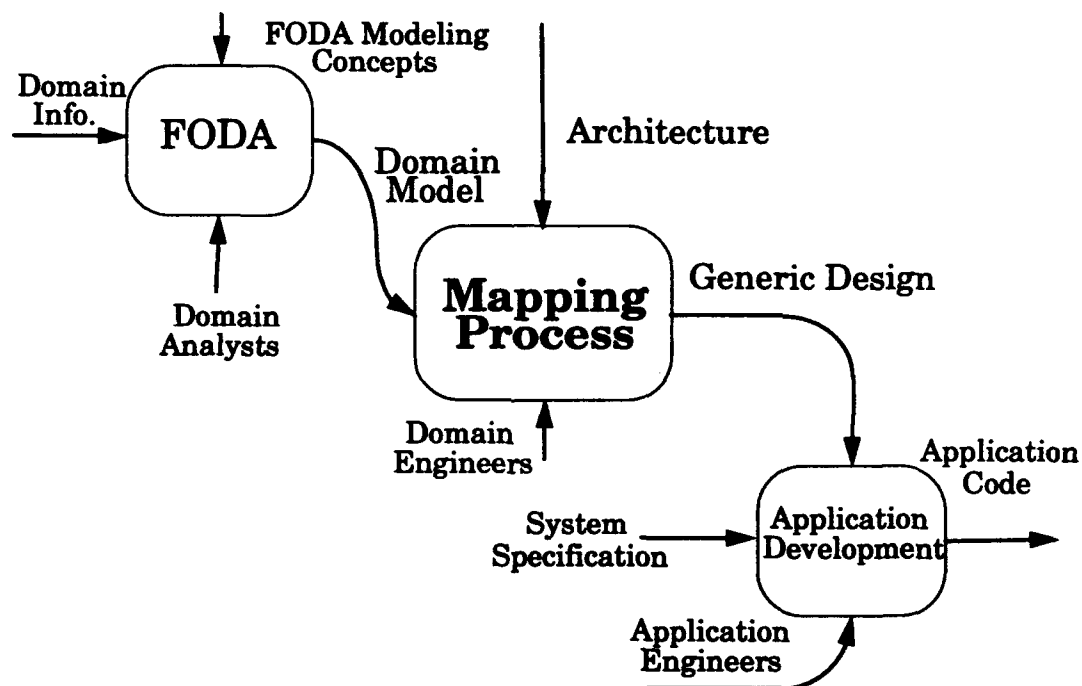 FODA Modeling
Concepts
Domain
Info.
FODA
Architecture
Domain
Model
Mapping
Process
Generic Design
Domain
Analysts
Domain
Engineers
Application
Code
System
Specification
Application
Development
Application
Engineers